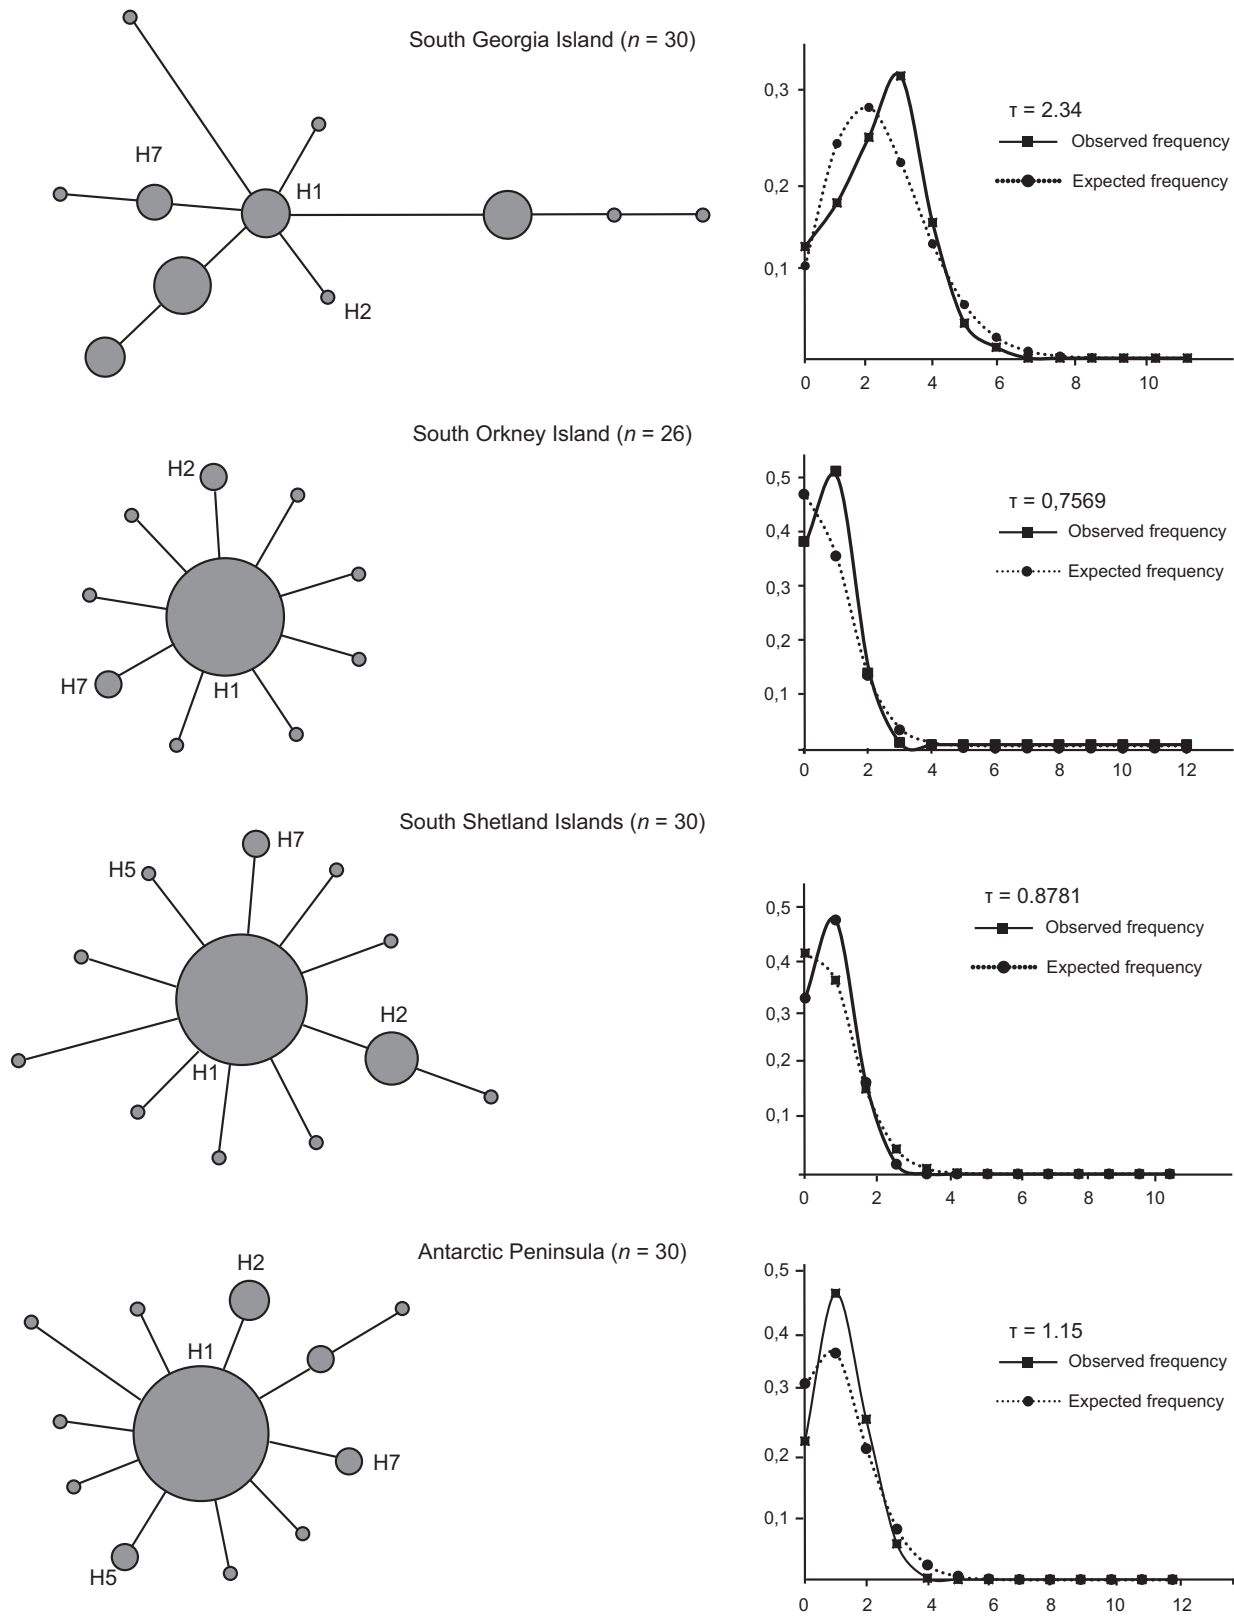 South Georgia Island (n = 30)
H7
H1
H2
0,3
0,2
0,1
τ = 2.34
Observed frequency
Expected frequency
0 2 4 6 8 10
South Orkney Island (n = 26)
H2
H7
H1
0,5
0,4
0,3
0,2
0,1
τ = 0,7569
Observed frequency
Expected frequency
0 2 4 6 8 10 12
South Shetland Islands (n = 30)
H7
H5
H2
H1
0,5
0,4
0,3
0,2
0,1
τ = 0.8781
Observed frequency
Expected frequency
0 2 4 6 8 10
Antarctic Peninsula (n = 30)
H2
H1
H7
H5
0,5
0,4
0,3
0,2
0,1
τ = 1.15
Observed frequency
Expected frequency
0 2 4 6 8 10 12